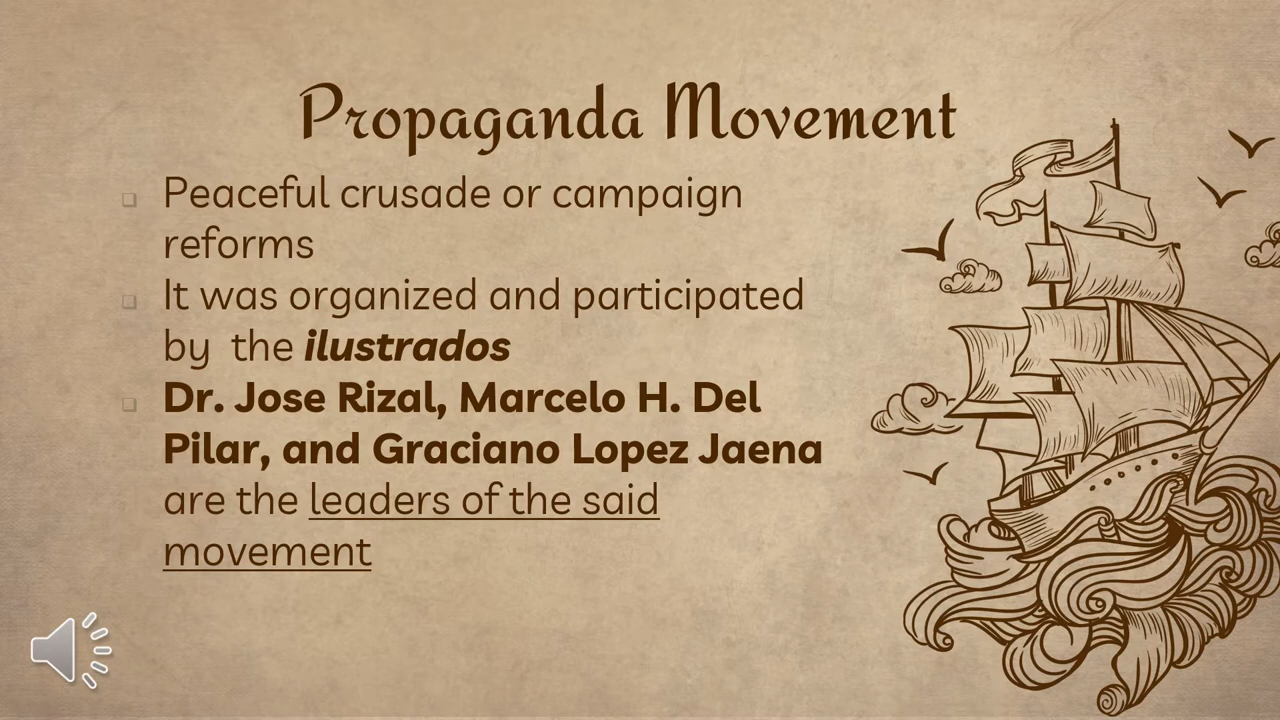 Propaganda Movement
Peaceful crusade or campaign
reforms
It was organized and participated
by  the ilustrados
Dr. Jose Rizal, Marcelo H. Del
Pilar, and Graciano Lopez Jaena
are the leaders of the said
movement